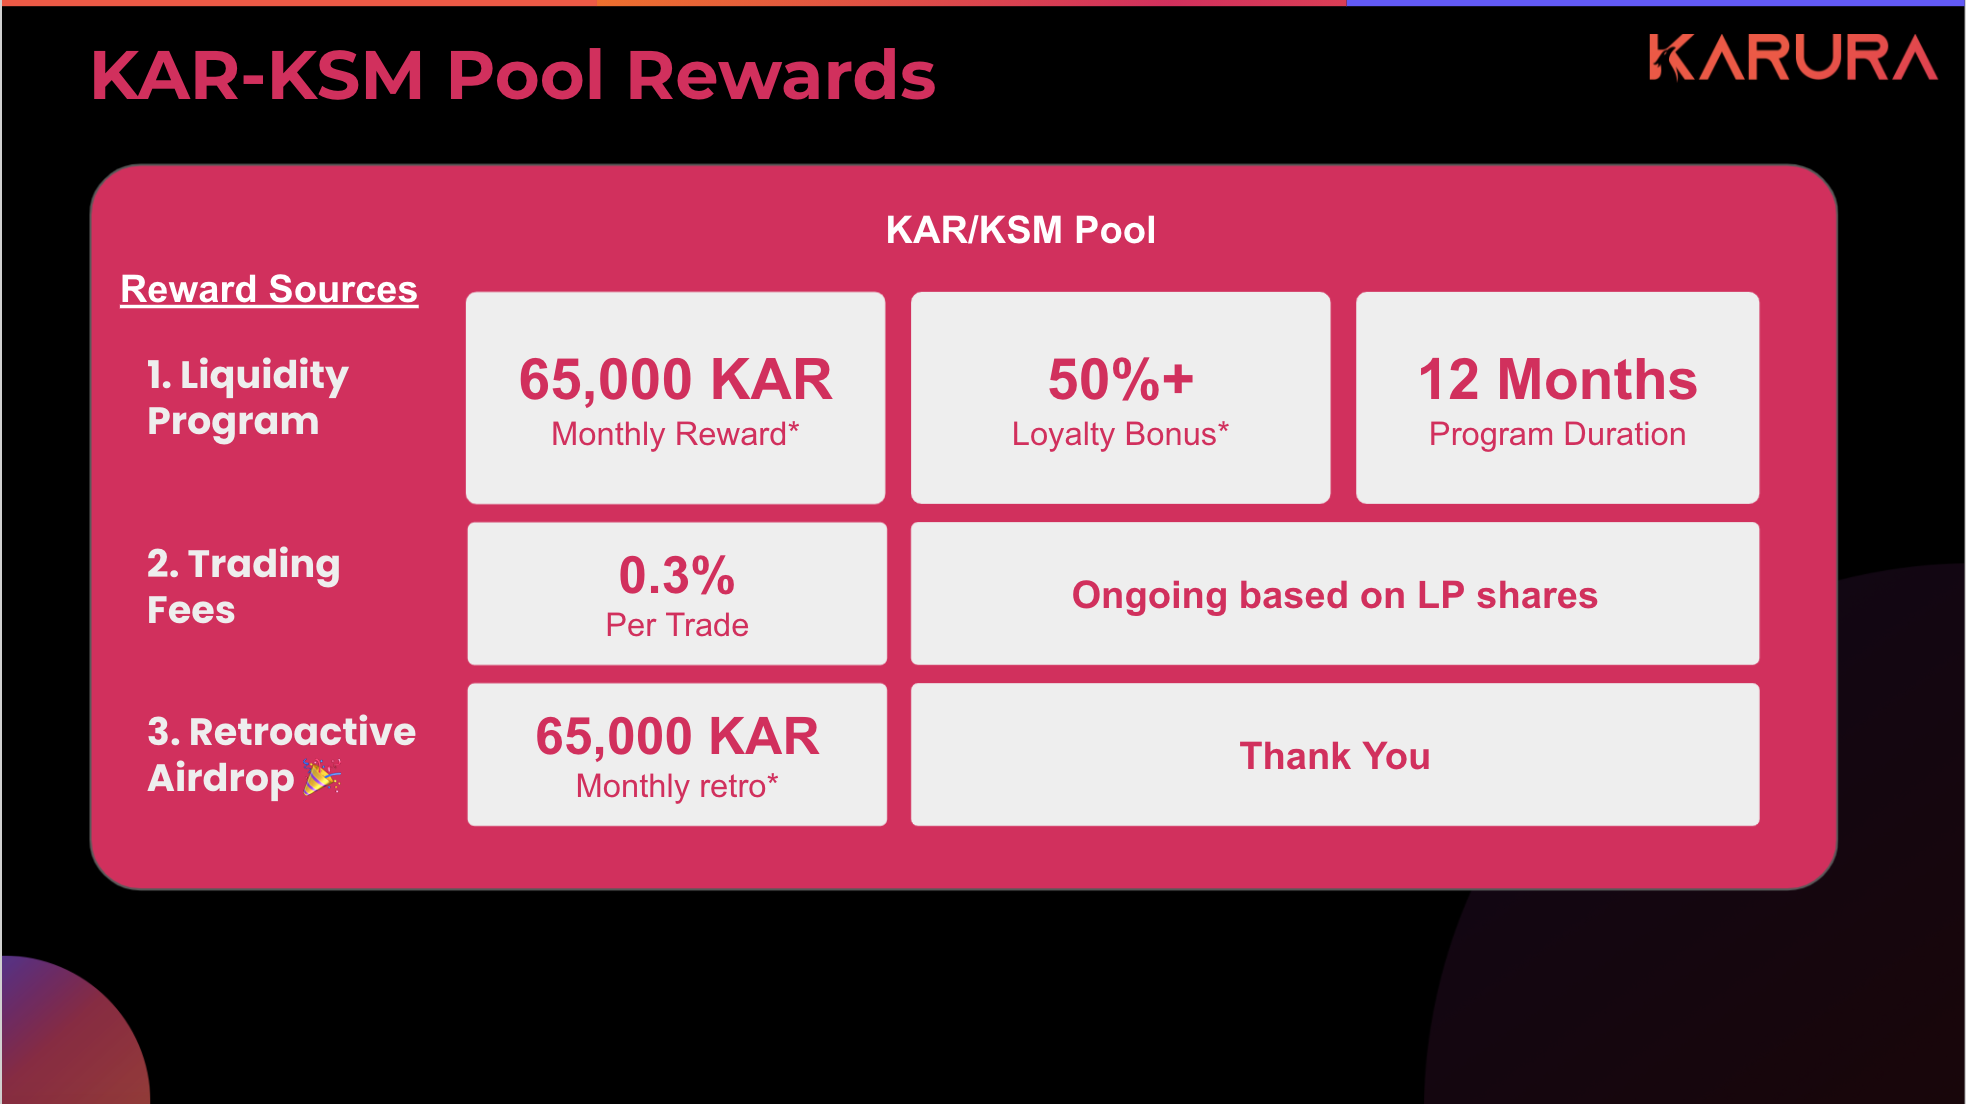 KAR-KSM Pool Rewards
KARURA
KAR/KSM Pool
Reward Sources
1. Liquidity
Program
65,000 KAR
Monthly Reward*
50%+
Loyalty Bonus*
12 Months
Program Duration
2. Trading
Fees
0.3%
Per Trade
Ongoing based on LP shares
3. Retroactive
Airdrop 🎉
65,000 KAR
Monthly retro*
Thank You